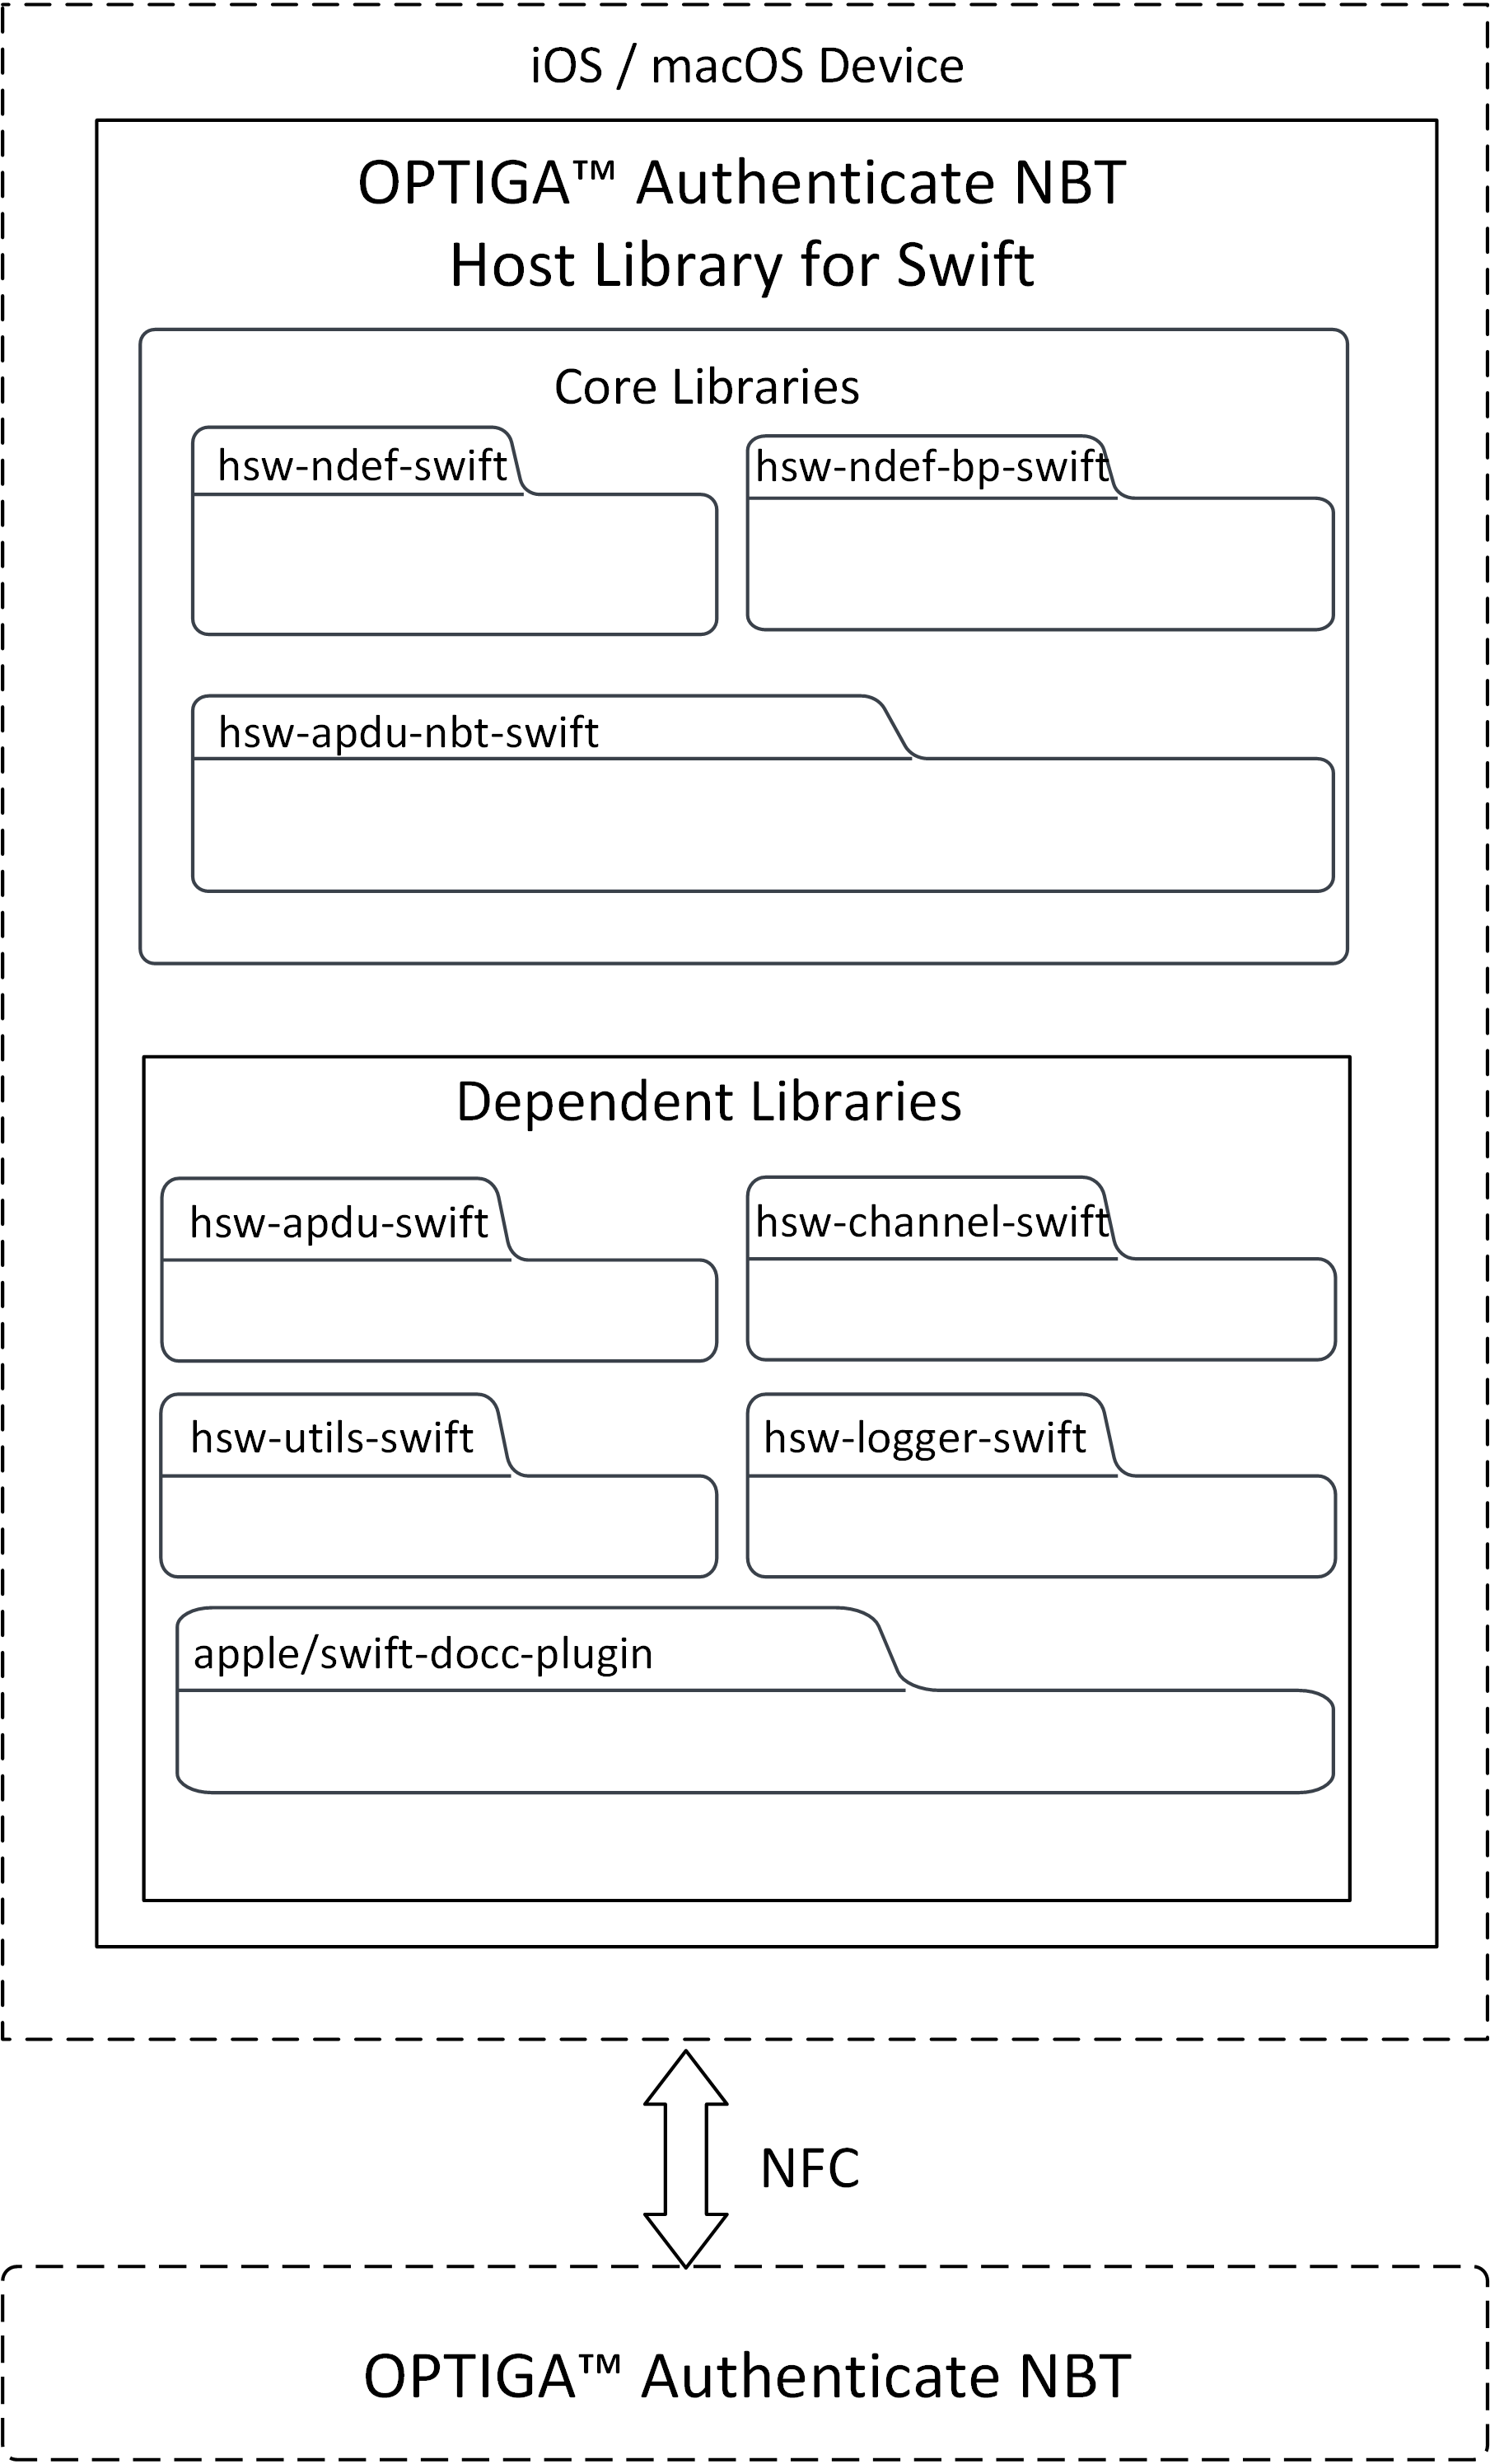 iOS / macOS Device
OPTIGA™ Authenticate NBT
Host Library for Swift
Core Libraries
hsw-ndef-swift
hsw-ndef-bp-swift
hsw-apdu-nbt-swift
Dependent Libraries
hsw-apdu-swift
hsw-channel-swift
hsw-utils-swift
hsw-logger-swift
apple/swift-docc-plugin
NFC
OPTIGA™ Authenticate NBT